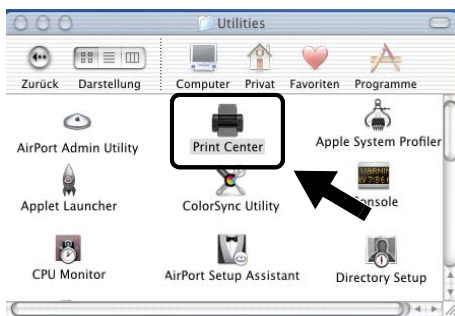 Utilities
Zurück Darstellung Computer Privat Favoriten Programme
AirPort Admin Utility Print Center Apple System Profiler
Applet Launcher ColorSync Utility Console
CPU Monitor AirPort Setup Assistant Directory Setup